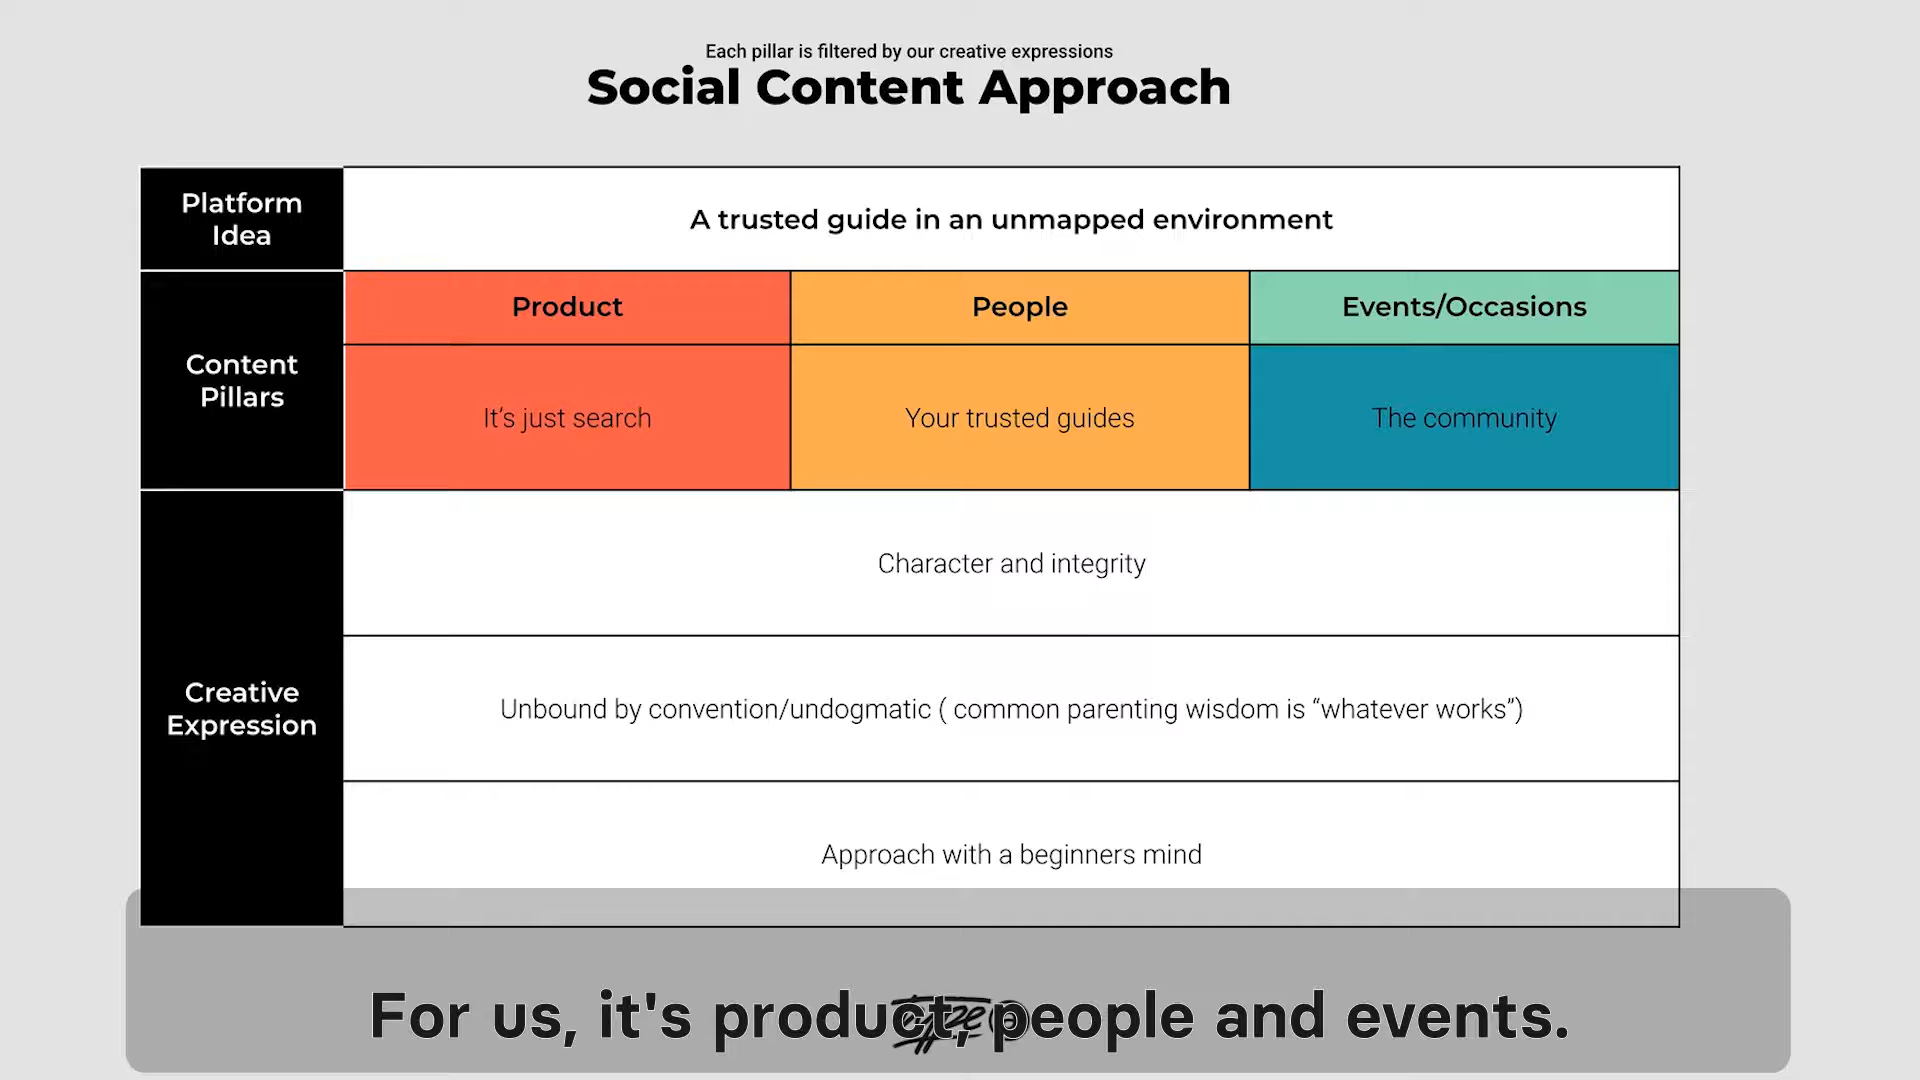 Each pillar is filtered by our creative expressions
Social Content Approach
Platform
Idea
A trusted guide in an unmapped environment
Content
Pillars
Product
People
Events/Occasions
It's just search
Your trusted guides
The community
Creative
Expression
Character and integrity
Unbound by convention/undogmatic ( common parenting wisdom is “whatever works”)
Approach with a beginners mind
For us, it's product, people and events.